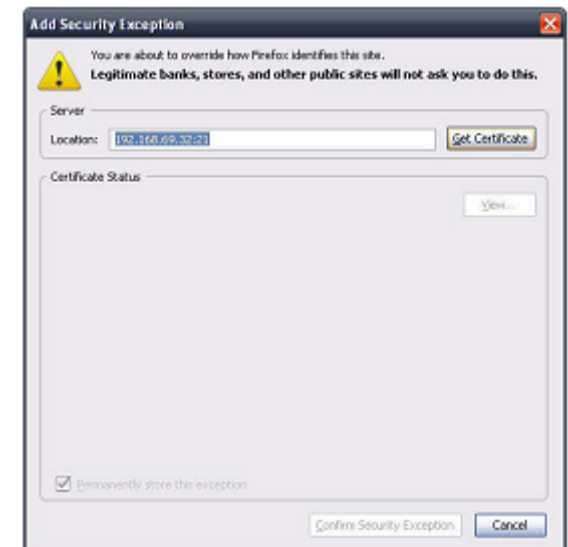 Add Security Exception
You are about to override how Firefox identifies this site.
Legitimate banks, stores, and other public sites will not ask you to do this.
Server
Location: 192.168.69.32:21 Get Certificate
Certificate Status
View...
Permanently store this exception
Confirm Security Exception Cancel